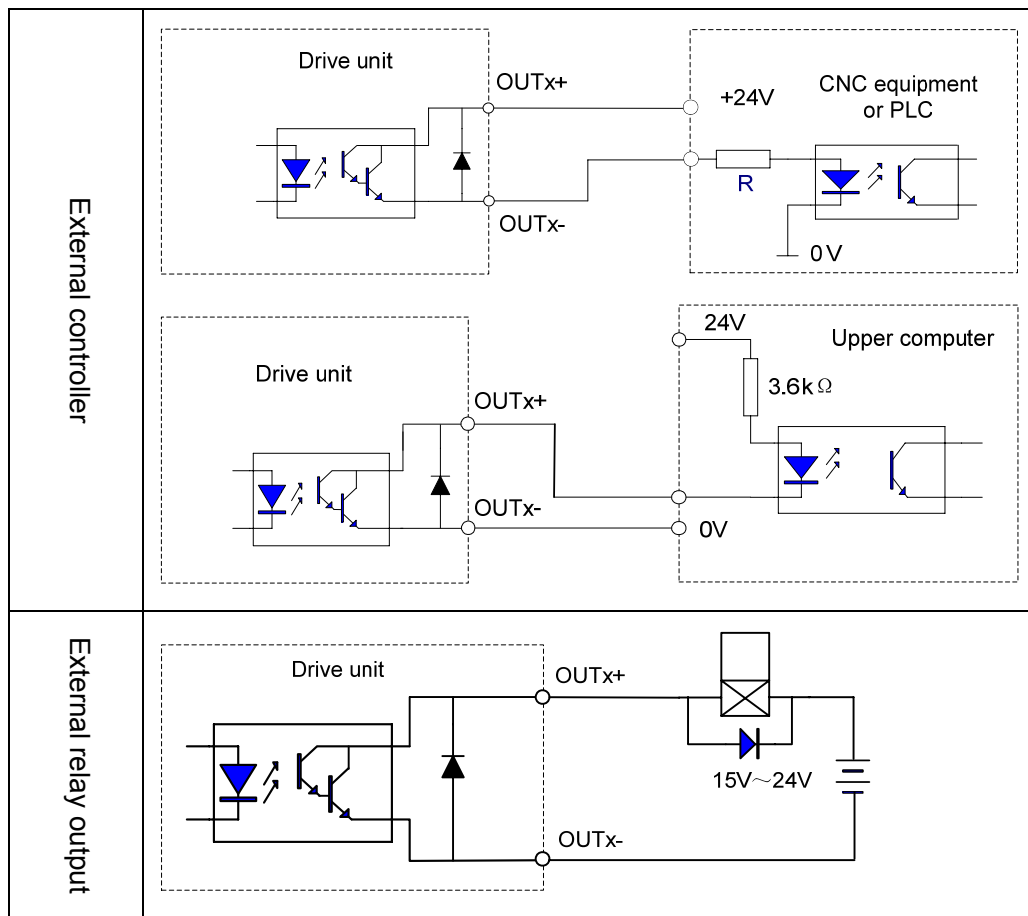 External controller
Drive unit
OUTx+
OUTx-
+24V
CNC equipment
or PLC
R
0V
Drive unit
OUTx+
OUTx-
24V
Upper computer
3.6kΩ
0V
External relay output
Drive unit
OUTx+
15V～24V
OUTx-